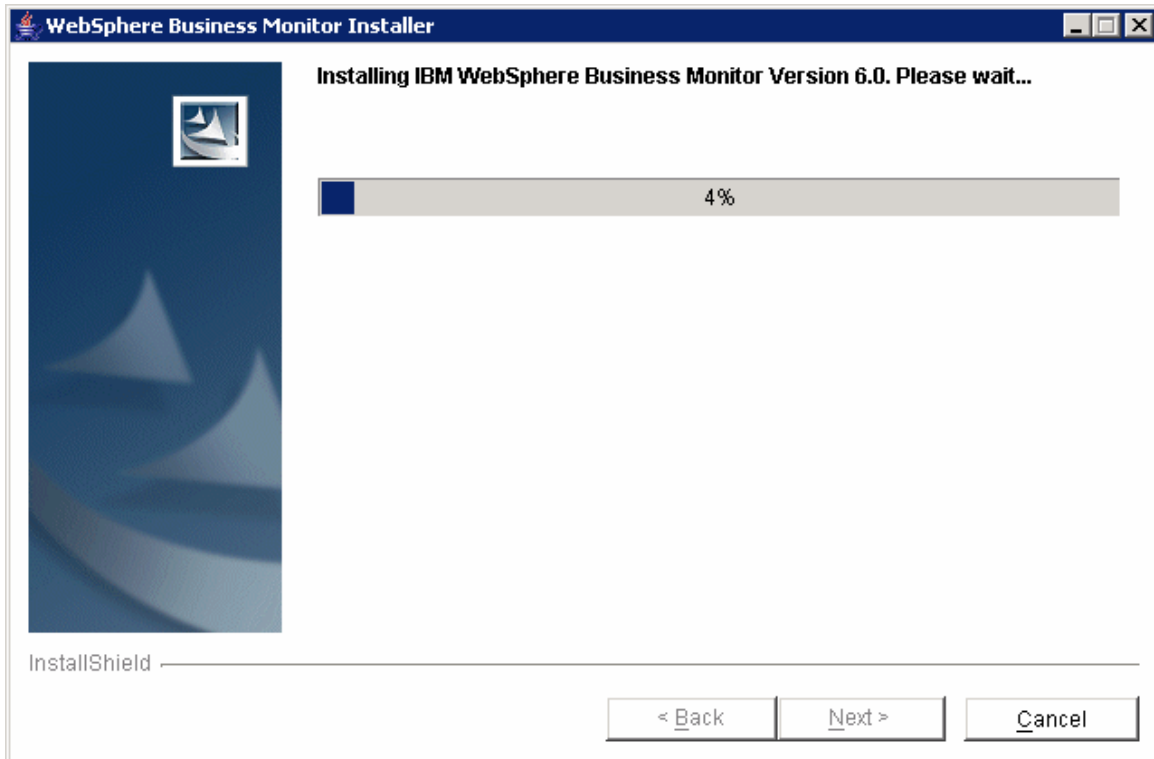 WebSphere Business Monitor Installer
Installing IBM WebSphere Business Monitor Version 6.0. Please wait...
4%
InstallShield
< Back Next > Cancel